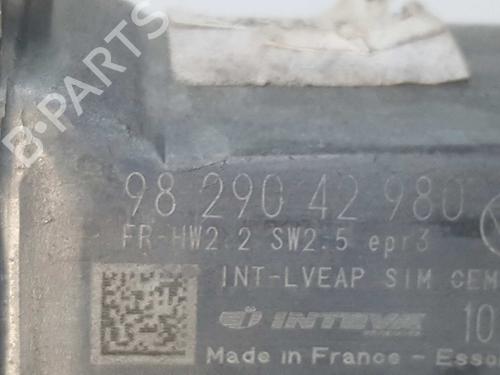 B-PARTS
98 290 42 980
FR-HW2.2 SW2.5 epr3
INT-LVEAP SIM CEM
INTEVA
10
Made in France - Esso